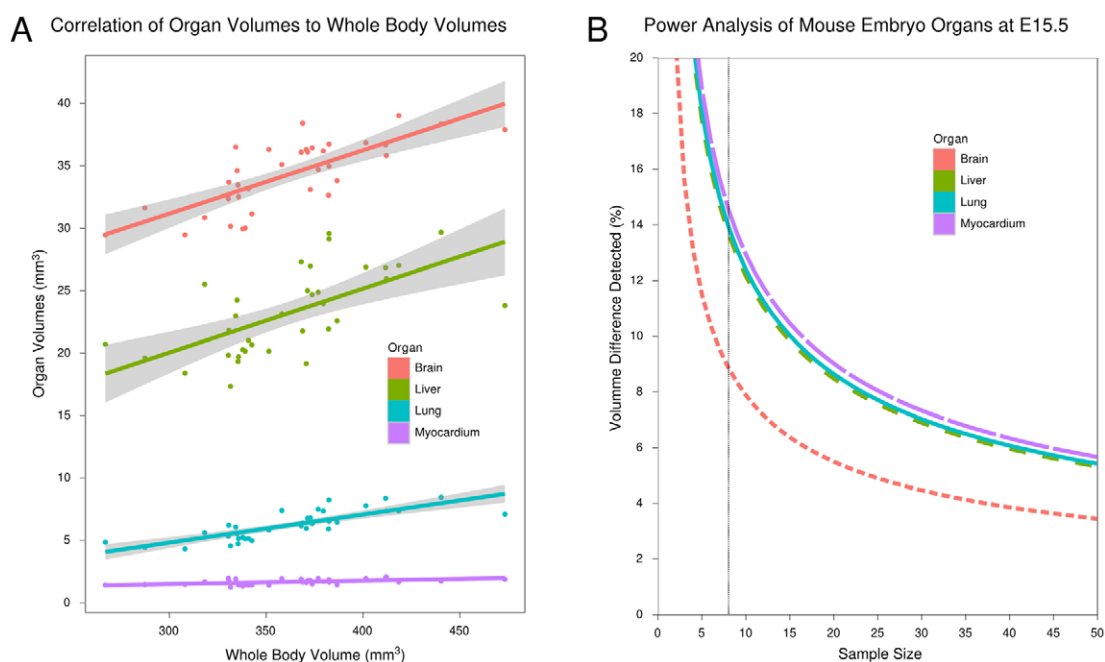 A
Correlation of Organ Volumes to Whole Body Volumes
Organ Volumes (mm³)
40
35
30
25
20
15
10
5
0
Organ
Brain
Liver
Lung
Myocardium
300
350
400
450
Whole Body Volume (mm³)
B
Power Analysis of Mouse Embryo Organs at E15.5
Volumme Difference Detected (%)
20
18
16
14
12
10
8
6
4
2
0
Organ
Brain
Liver
Lung
Myocardium
0
5
10
15
20
25
30
35
40
45
50
Sample Size